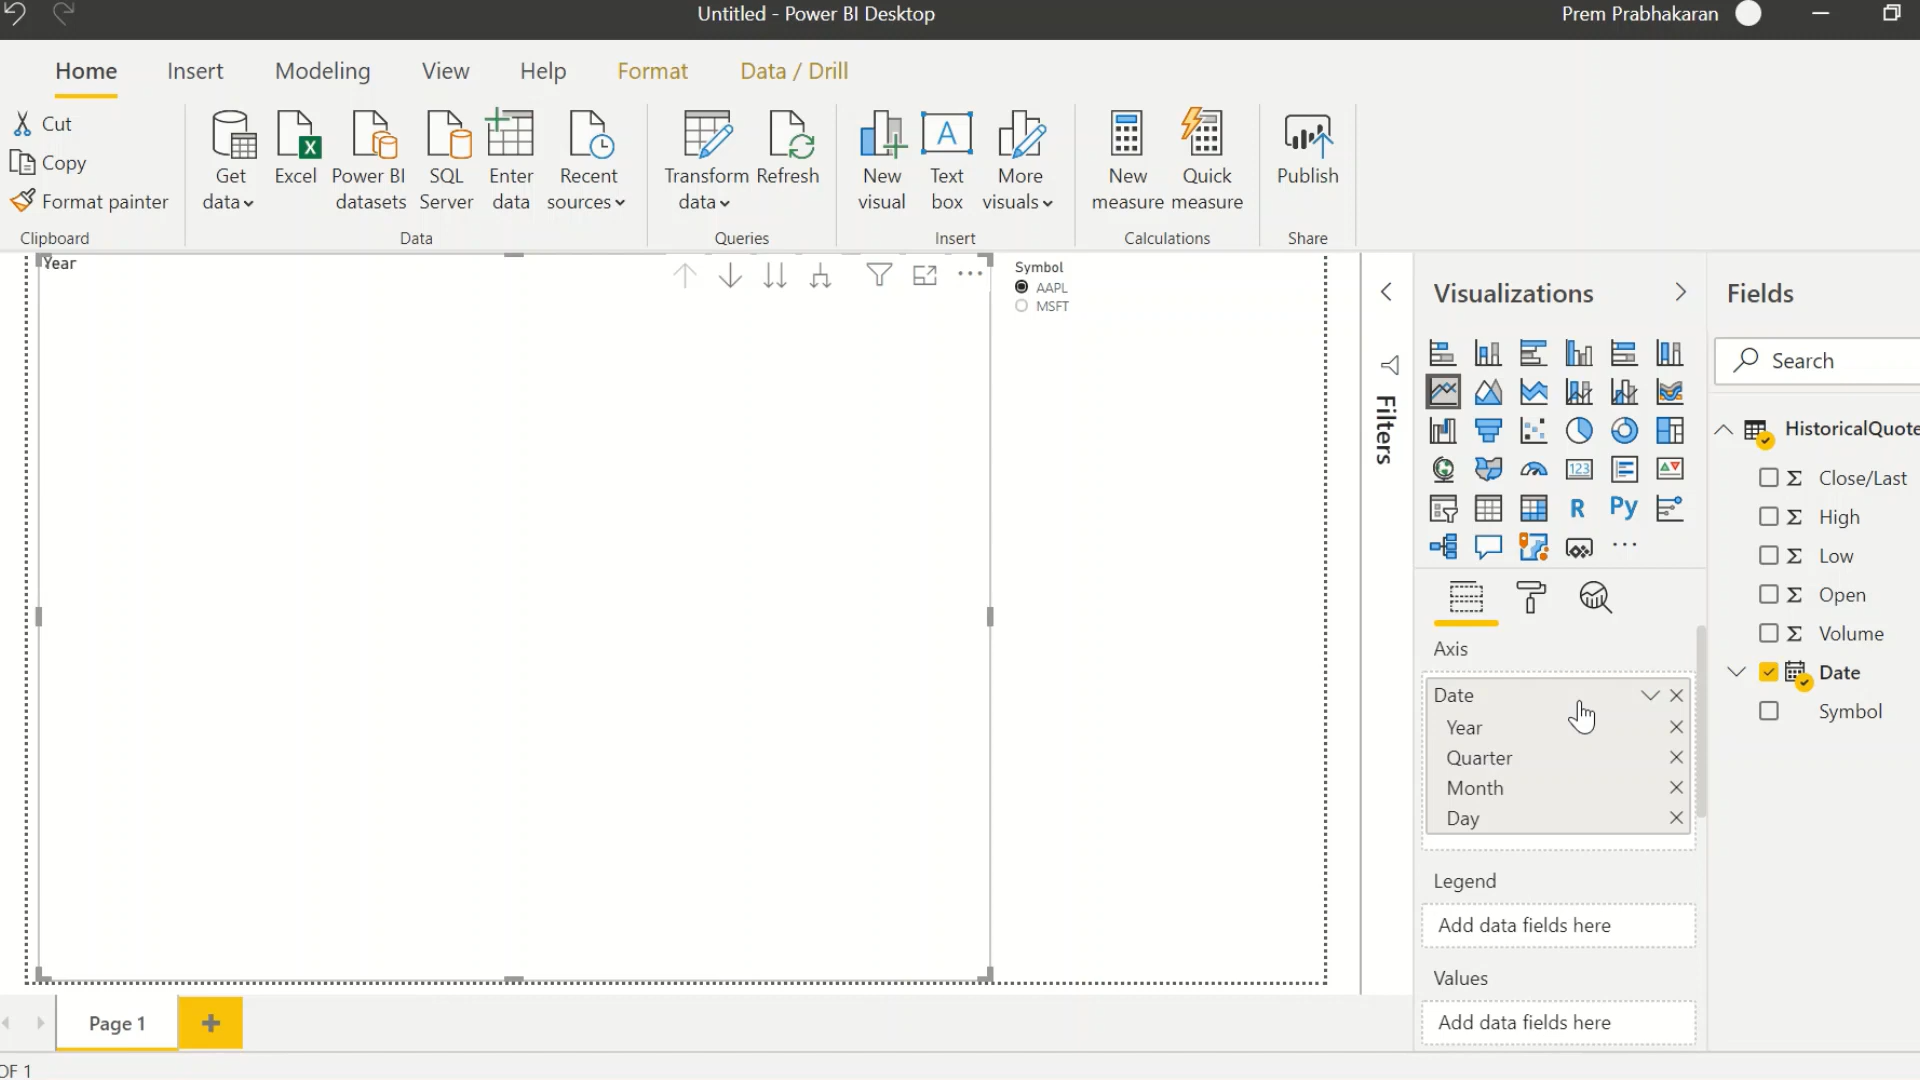 Untitled - Power BI Desktop
Prem Prabhakaran
Home
Insert
Modeling
View
Help
Format
Data / Drill
Cut
Copy
Format painter
Clipboard
Get data
Excel
Power BI datasets
SQL Server
Enter data
Recent sources
Data
Transform data
Refresh
Queries
New visual
Text box
More visuals
Insert
New measure
Quick measure
Calculations
Publish
Share
Year
Symbol
AAPL
MSFT
Filters
Visualizations
123
R
Py
Axis
Date
Year
Quarter
Month
Day
Legend
Add data fields here
Values
Add data fields here
Fields
Search
HistoricalQuote
Close/Last
High
Low
Open
Volume
Date
Symbol
Page 1
OF 1